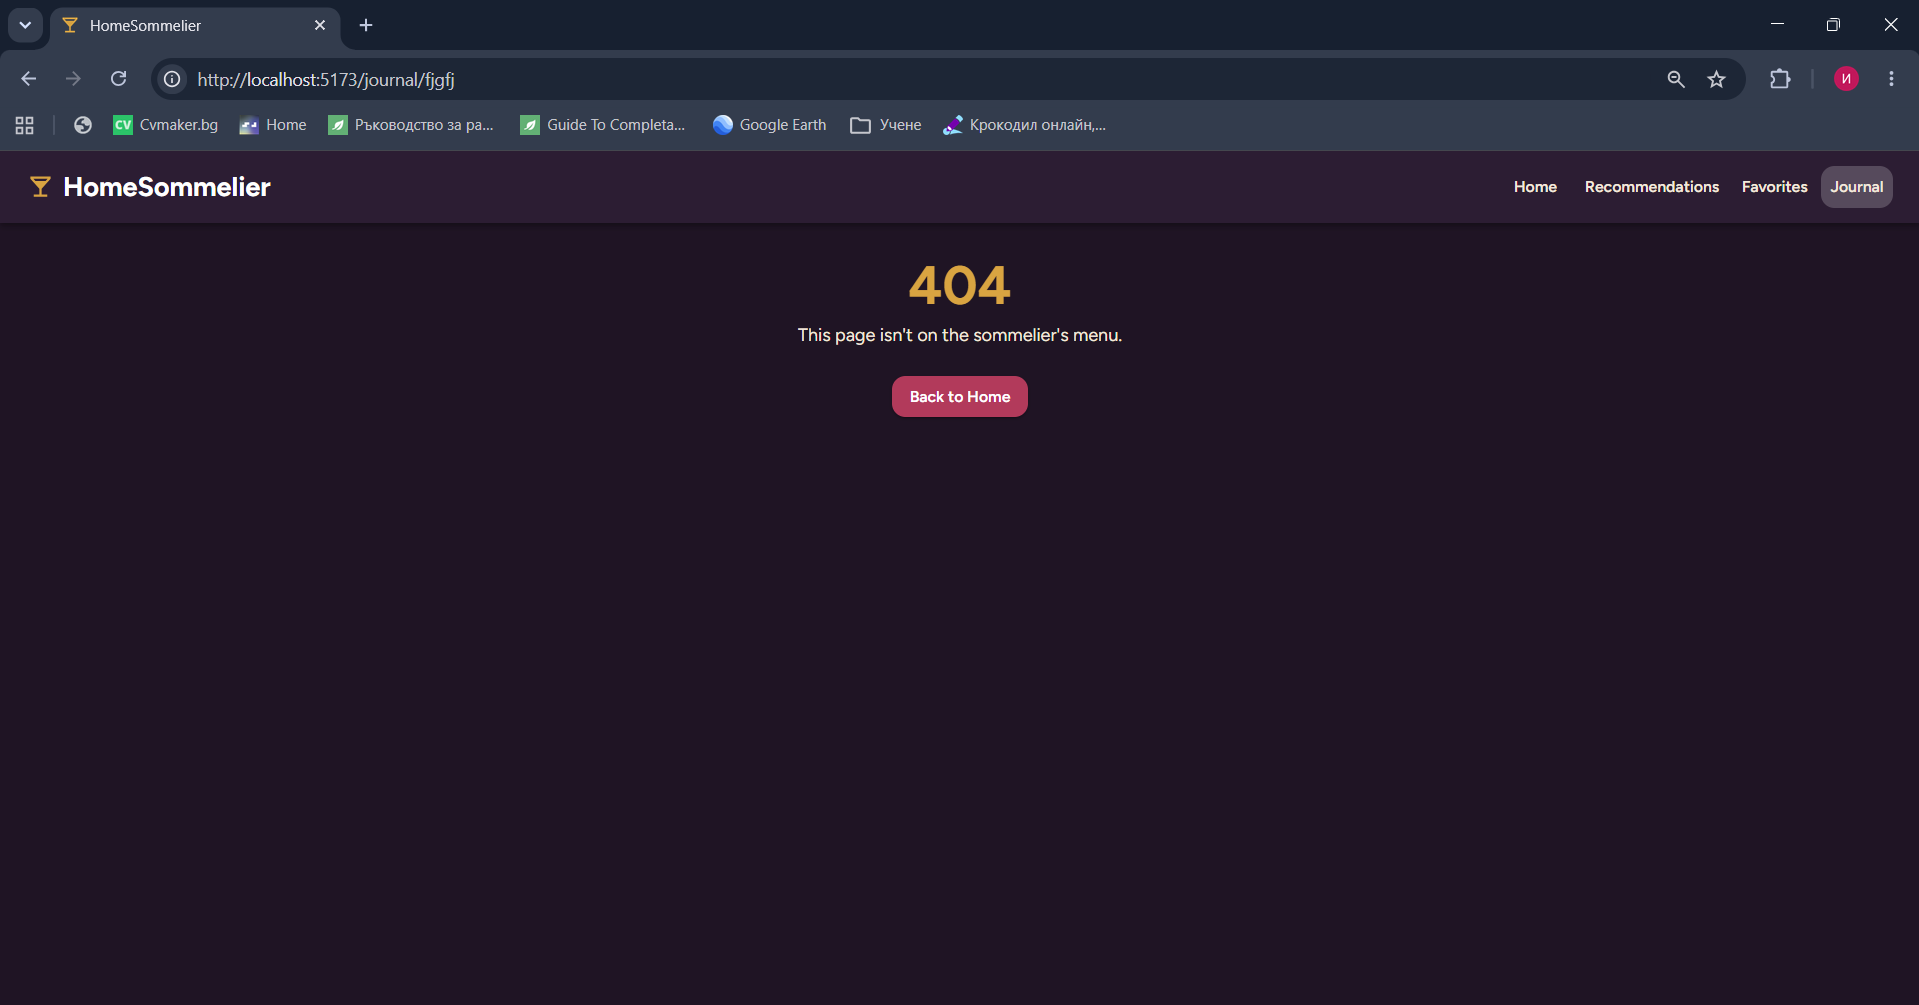 HomeSommelier
http://localhost:5173/journal/fjgfj
И
CV Cvmaker.bg Home Ръководство за ра... Guide To Completa... Google Earth Учене Крокодил онлайн,...
HomeSommelier Home Recommendations Favorites Journal
404
This page isn't on the sommelier's menu.
Back to Home